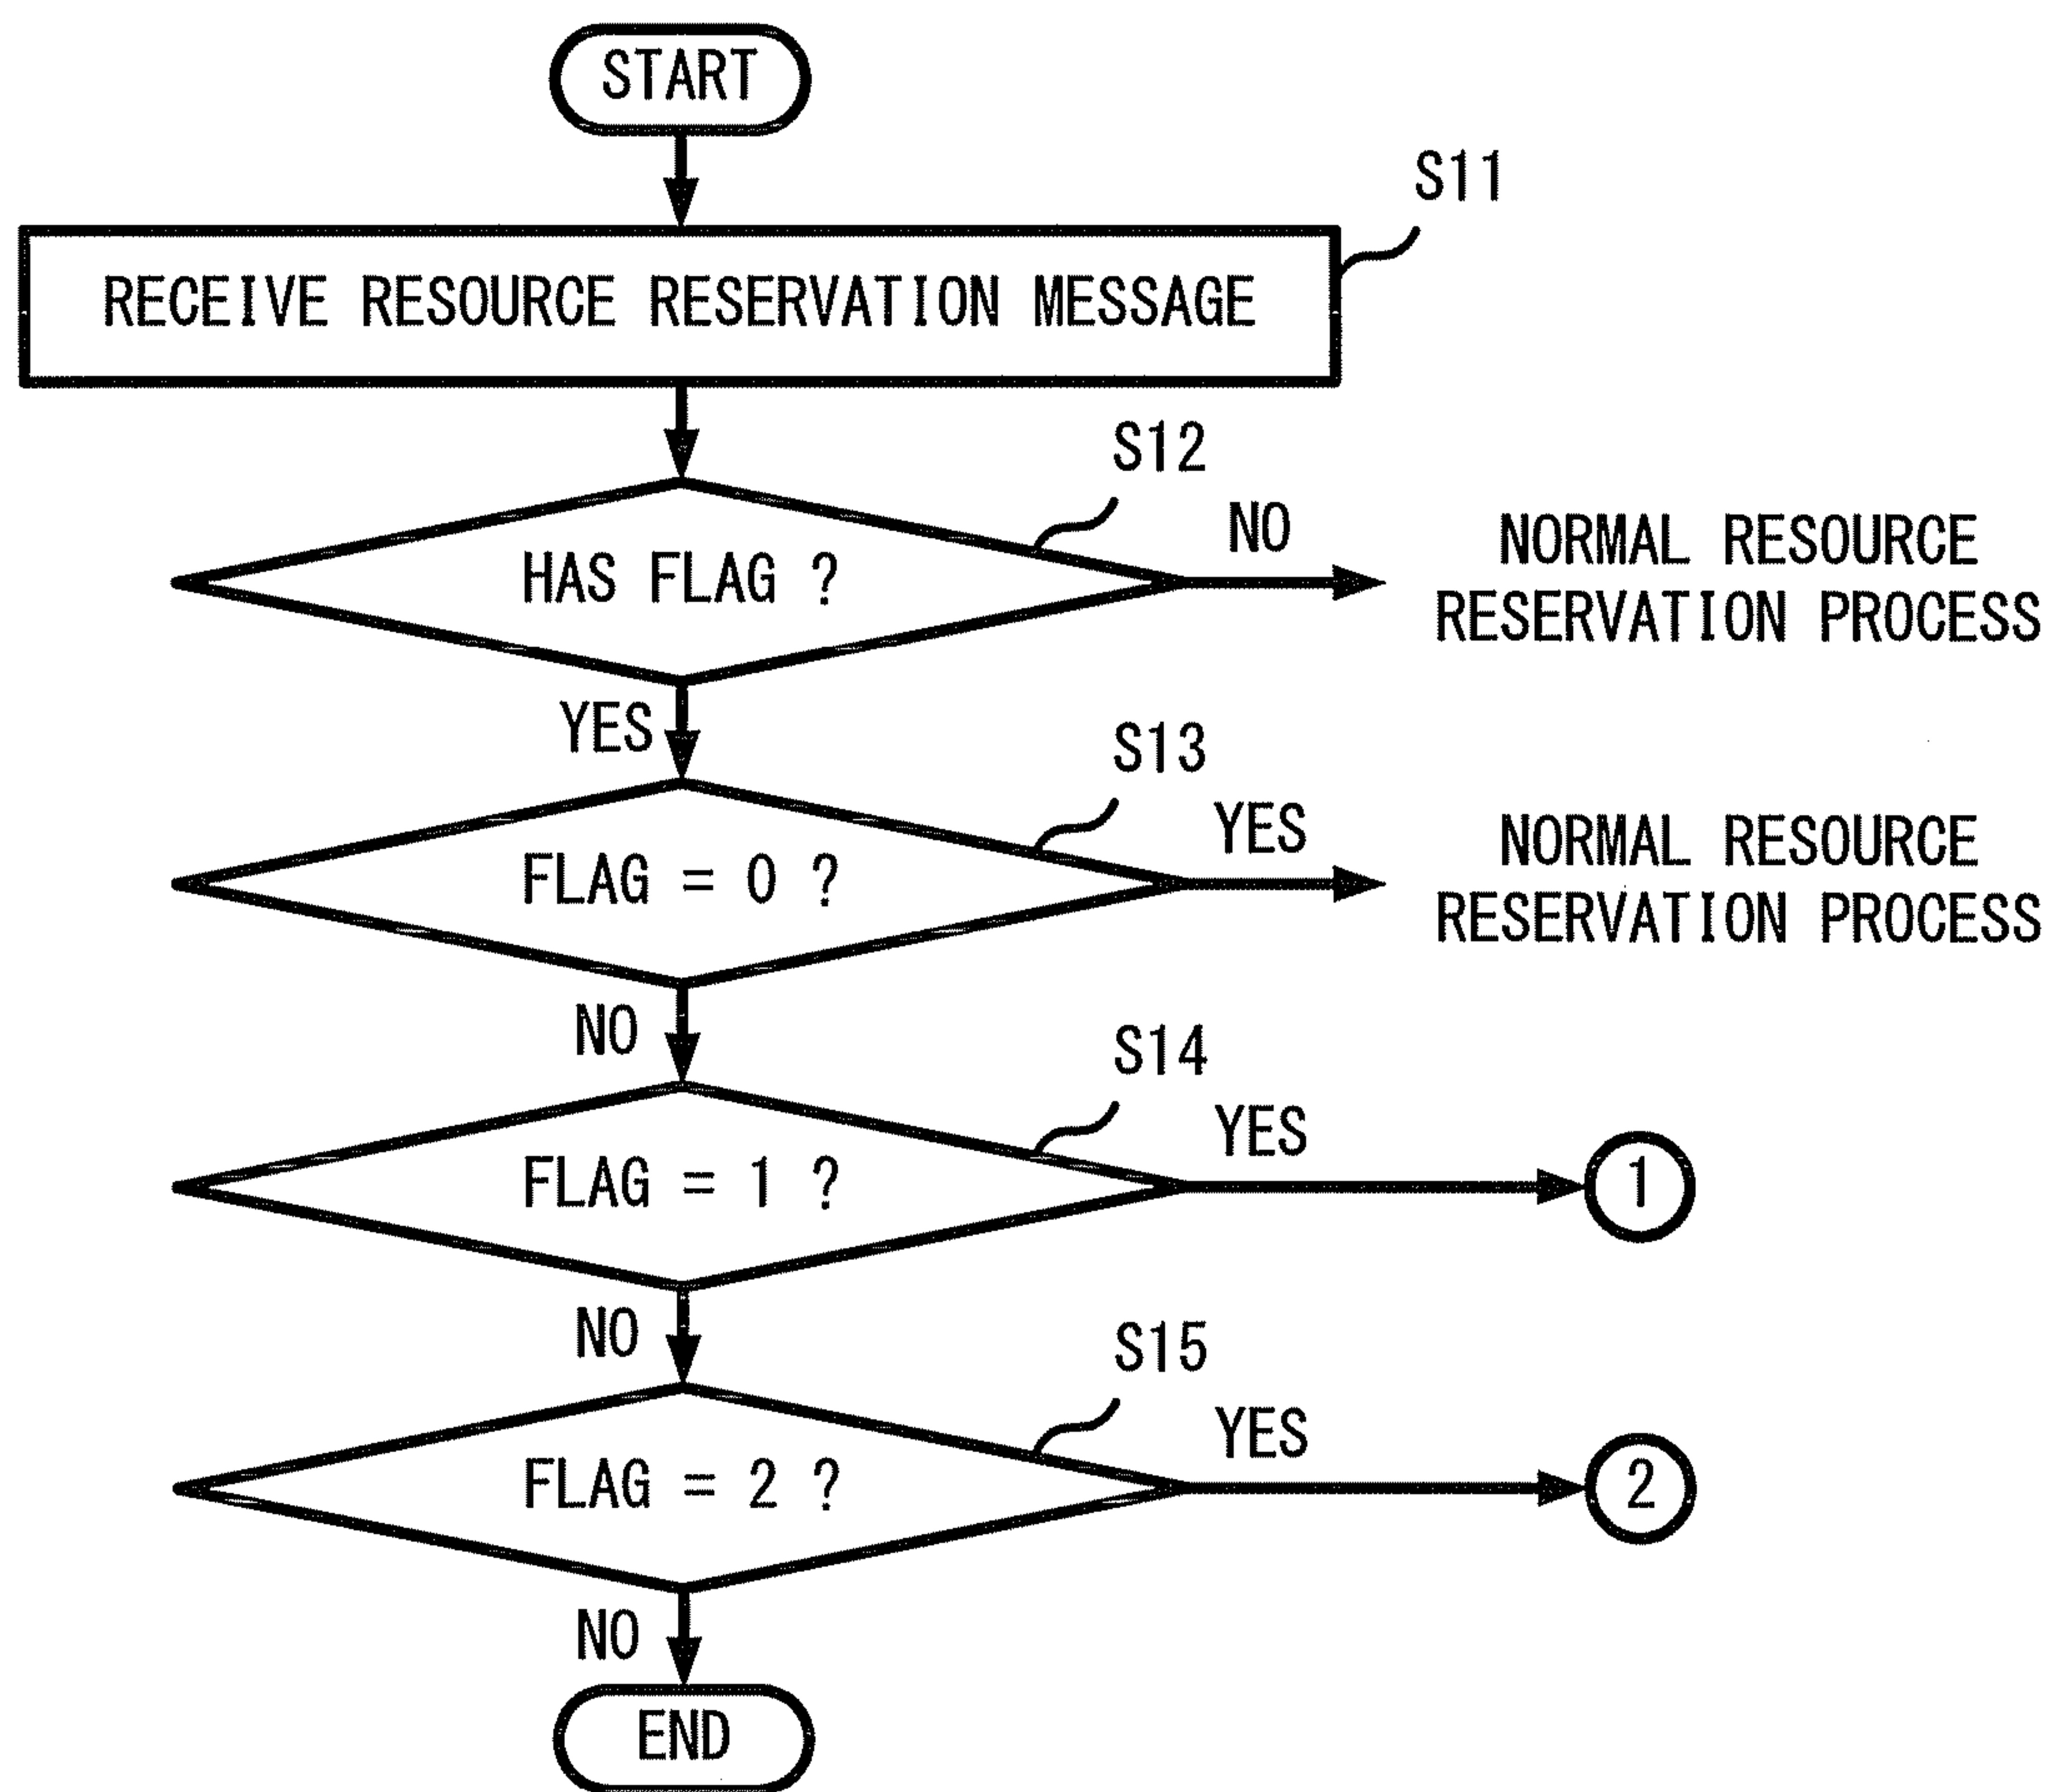 START
S11
RECEIVE RESOURCE RESERVATION MESSAGE
S12
HAS FLAG ?
NO
NORMAL RESOURCE
RESERVATION PROCESS
YES
S13
FLAG = 0 ?
YES
NORMAL RESOURCE
RESERVATION PROCESS
NO
S14
FLAG = 1 ?
YES
1
NO
S15
FLAG = 2 ?
YES
2
NO
END